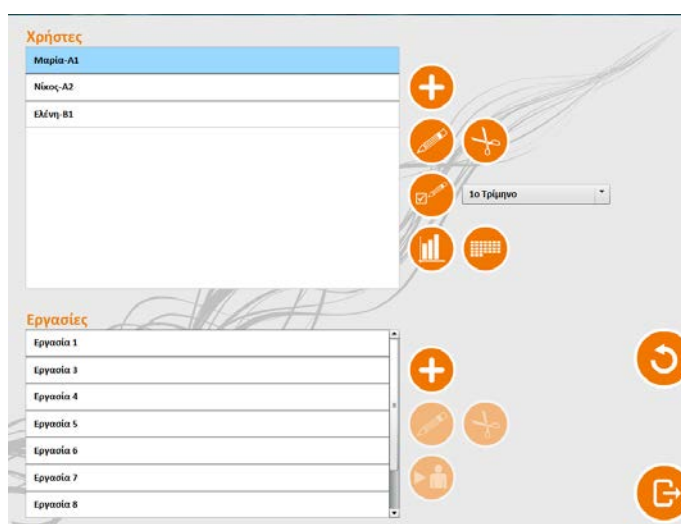 Χρήστες
Μαρία-Α1
Νίκος-Α2
Ελένη-Β1
1ο Τρίμηνο
Εργασίες
Εργασία 1
Εργασία 3
Εργασία 4
Εργασία 5
Εργασία 6
Εργασία 7
Εργασία 8